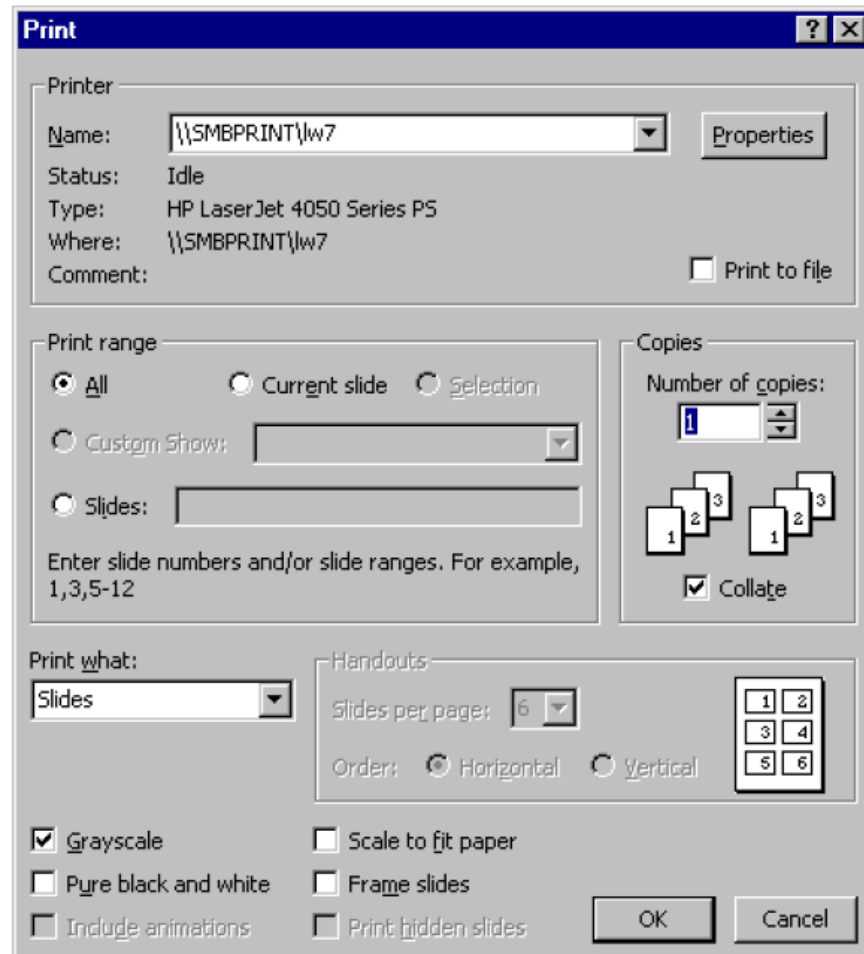 Print
Printer
Name: \\SMBPRINT\lw7 Properties
Status: Idle
Type: HP LaserJet 4050 Series PS
Where: \\SMBPRINT\lw7
Comment: Print to file
Print range
All Current slide Selection
Custom Show:
Slides:
Enter slide numbers and/or slide ranges. For example,
1,3,5-12
Copies
Number of copies:
1
1 2 3 1 2 3
Collate
Print what:
Slides
Handouts
Slides per page: 6
Order: Horizontal Vertical
1 2
3 4
5 6
Grayscale Scale to fit paper
Pure black and white Frame slides
Include animations Print hidden slides
OK Cancel